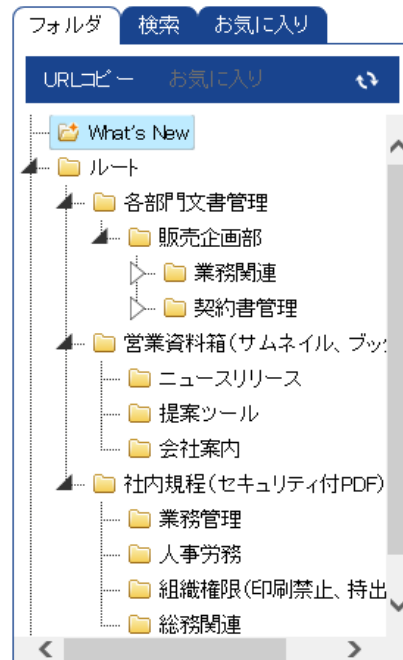 フォルダ 検索 お気に入り
URLコピー お気に入り
What's New
ルート
各部門文書管理
販売企画部
業務関連
契約書管理
営業資料箱(サムネイル、ブッ
ニュースリリース
提案ツール
会社案内
社内規程(セキュリティ付PDF)
業務管理
人事労務
組織権限(印刷禁止、持出
総務関連